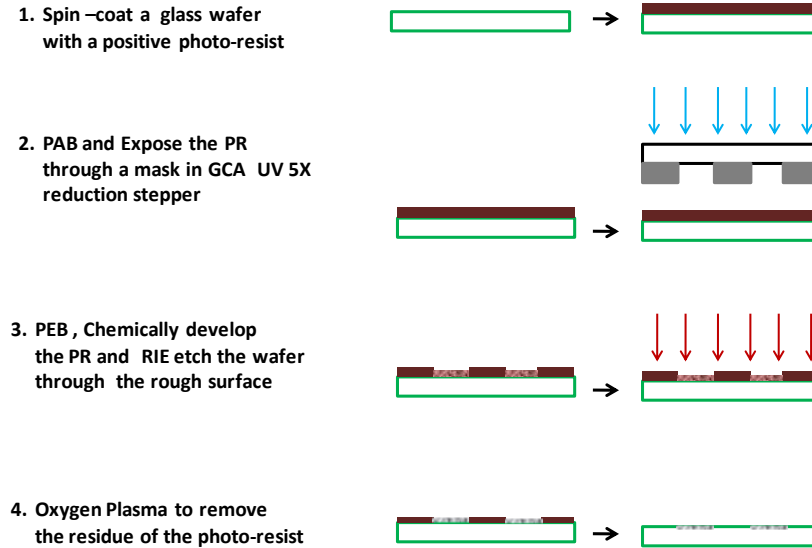 1. Spin –coat a glass wafer
with a positive photo-resist
2. PAB and Expose the PR
through a mask in GCA UV 5X
reduction stepper
3. PEB , Chemically develop
the PR and RIE etch the wafer
through the rough surface
4. Oxygen Plasma to remove
the residue of the photo-resist